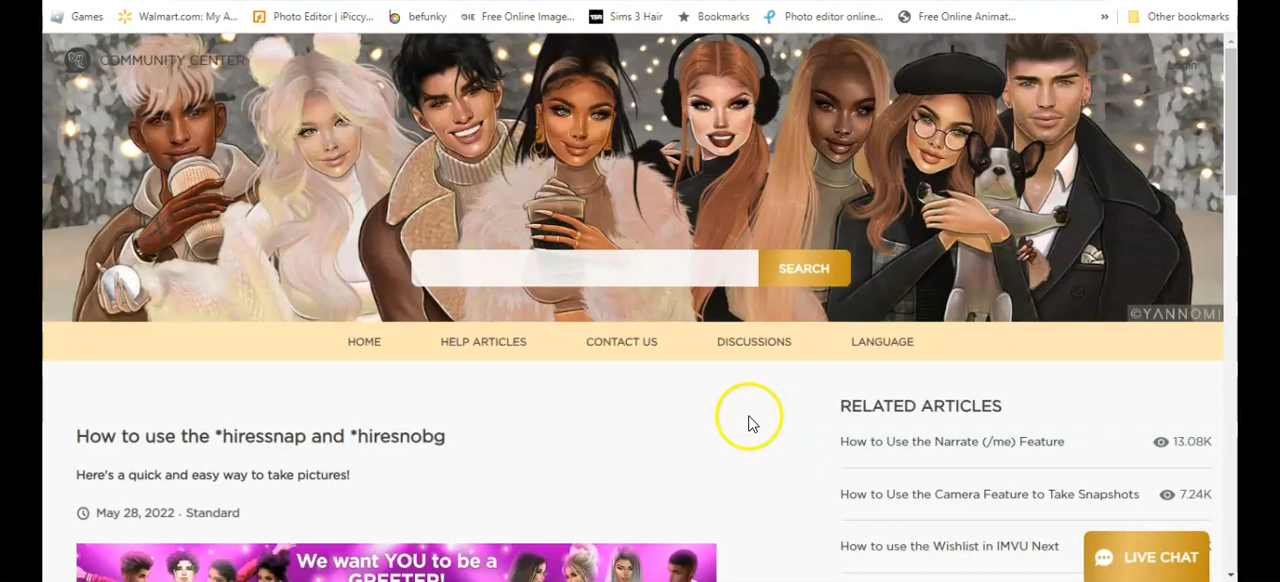 Games Walmart.com: My A... Photo Editor | iPiccy... befunky OIE Free Online Image... TSR Sims 3 Hair Bookmarks Photo editor online... Free Online Animat... » Other bookmarks
COMMUNITY CENTER Login
SEARCH
©YANNOMI
HOME HELP ARTICLES CONTACT US DISCUSSIONS LANGUAGE
RELATED ARTICLES
How to use the *hiressnap and *hiresnobg
How to Use the Narrate (/me) Feature 13.08K
Here's a quick and easy way to take pictures!
How to Use the Camera Feature to Take Snapshots 7.24K
May 28, 2022 - Standard
How to use the Wishlist in IMVU Next K
LIVE CHAT
We want YOU to be a
GREETER!